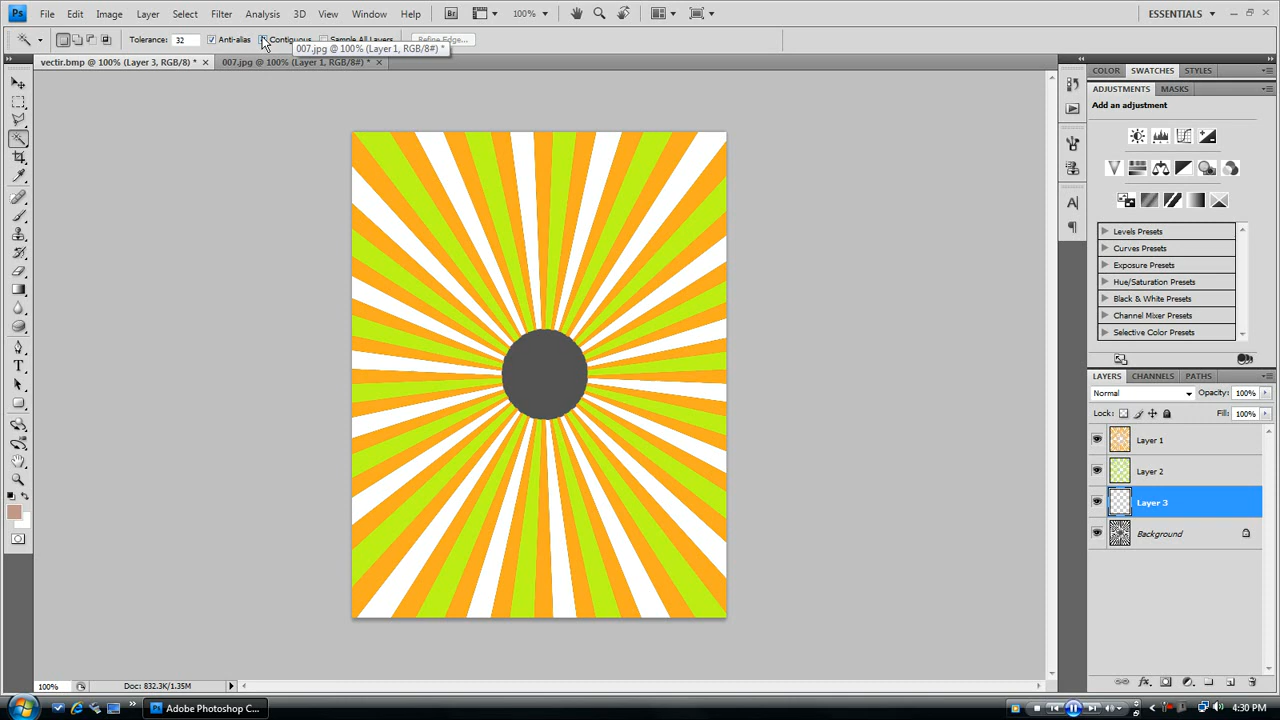 Ps File Edit Image Layer Select Filter Analysis 3D View Window Help Br 100% ESSENTIALS
Tolerance: 32 Anti-alias Contiguous Sample All Layers Refine Edge...
007.jpg @ 100% (Layer 1, RGB/8#) *
vectir.bmp @ 100% (Layer 3, RGB/8) * × 007.jpg @ 100% (Layer 1, RGB/8#) * ×
COLOR SWATCHES STYLES
ADJUSTMENTS MASKS
Add an adjustment
Levels Presets
Curves Presets
Exposure Presets
Hue/Saturation Presets
Black & White Presets
Channel Mixer Presets
Selective Color Presets
LAYERS CHANNELS PATHS
Normal Opacity: 100%
Lock: Fill: 100%
Layer 1
Layer 2
Layer 3
Background
100% Doc: 832.3K/1.35M
Ps Adobe Photoshop C... 4:30 PM